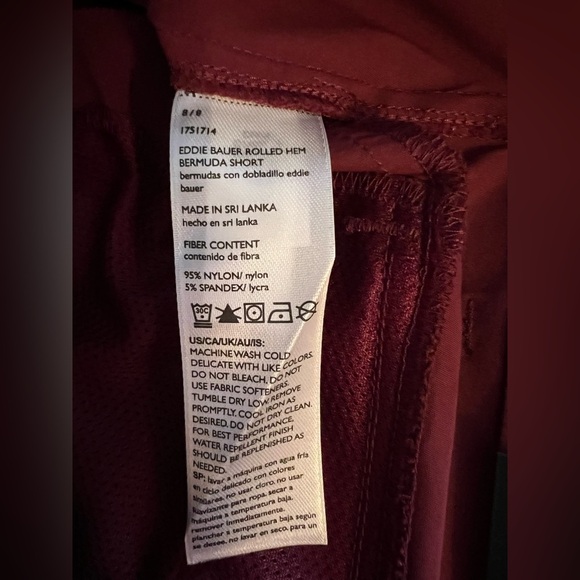 8/8
1751714
EDDIE BAUER ROLLED HEM
BERMUDA SHORT
bermudas con dobladillo eddie
bauer
MADE IN SRI LANKA
hecho en sri lanka
FIBER CONTENT
contenido de fibra
95% NYLON/ nylon
5% SPANDEX/ lycra
30C
US/CA/UK/AU/IS:
MACHINE WASH COLD
DELICATE WITH LIKE COLORS.
DO NOT BLEACH, DO NOT
USE FABRIC SOFTENERS.
TUMBLE DRY LOW, REMOVE
PROMPTLY. COOL IRON AS
DESIRED. DO NOT DRY CLEAN.
FOR BEST PERFORMANCE,
WATER REPELLENT FINISH
SHOULD BE REPLENISHED AS
NEEDED.
SP: lavar a máquina con agua fría
en ciclo delicado con colores
similares, no usar cloro, no usar
suavizante para ropa, secar a
máquina a temperatura baja,
remover inmediatamente,
planchar a temperatura baja según
se desee, no lavar en seco. para un